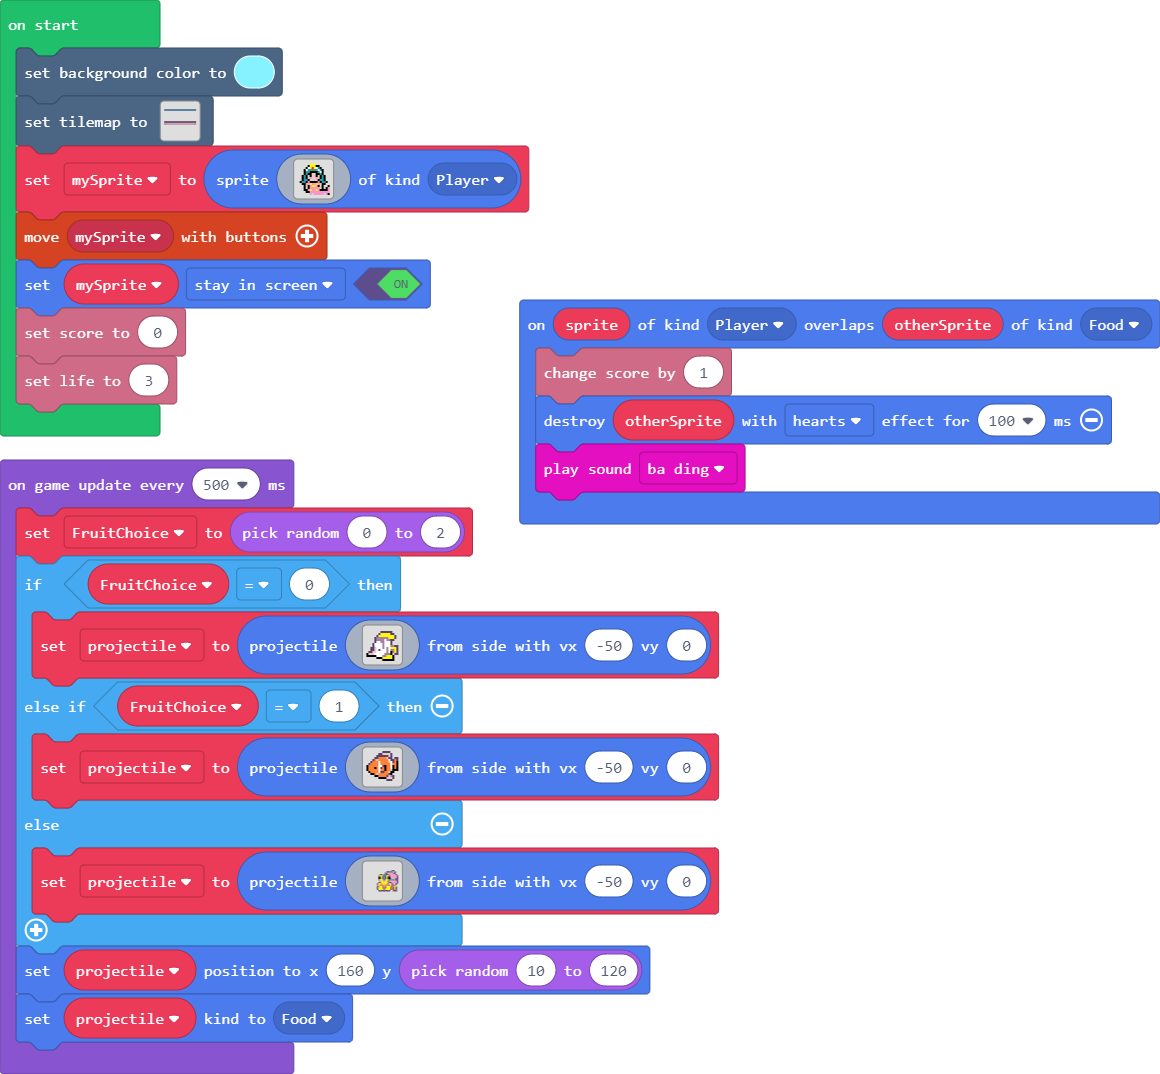 on start
set background color to
set tilemap to
set mySprite to sprite of kind Player
move mySprite with buttons
set mySprite stay in screen ON
set score to 0
set life to 3
on sprite of kind Player overlaps otherSprite of kind Food
change score by 1
destroy otherSprite with hearts effect for 100 ms
play sound ba ding
on game update every 500 ms
set FruitChoice to pick random 0 to 2
if FruitChoice = 0 then
set projectile to projectile from side with vx -50 vy 0
else if FruitChoice = 1 then
set projectile to projectile from side with vx -50 vy 0
else
set projectile to projectile from side with vx -50 vy 0
set projectile position to x 160 y pick random 10 to 120
set projectile kind to Food